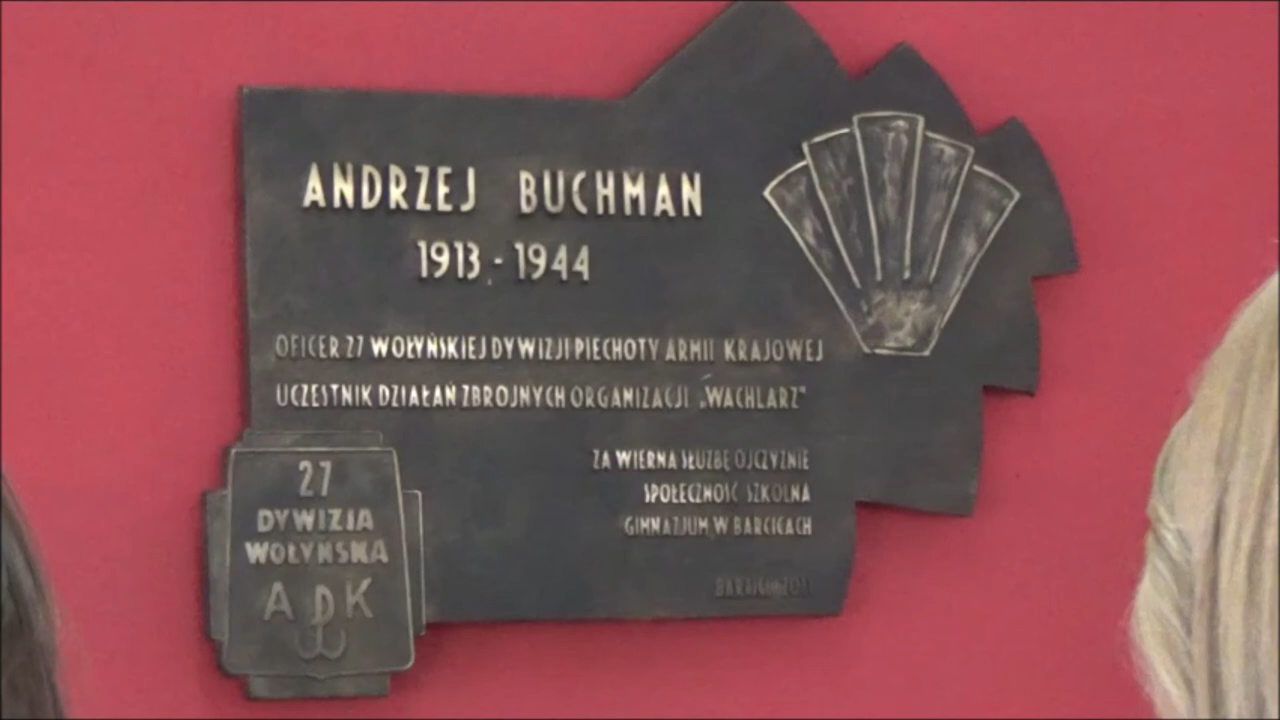 ANDRZEJ BUCHMAN
1913 - 1944
OFICER 27 WOŁYŃSKIEJ DYWIZJI PIECHOTY ARMII KRAJOWEJ
UCZESTNIK DZIAŁAŃ ZBROJNYCH ORGANIZACJI „WACHLARZ"
ZA WIERNA SŁUŻBĘ OJCZYŹNIE
SPOŁECZNOŚĆ SZKOLNA
GIMNAZJUM W BARCICACH
27
DYWIZJA
WOŁYŃSKA
A P K